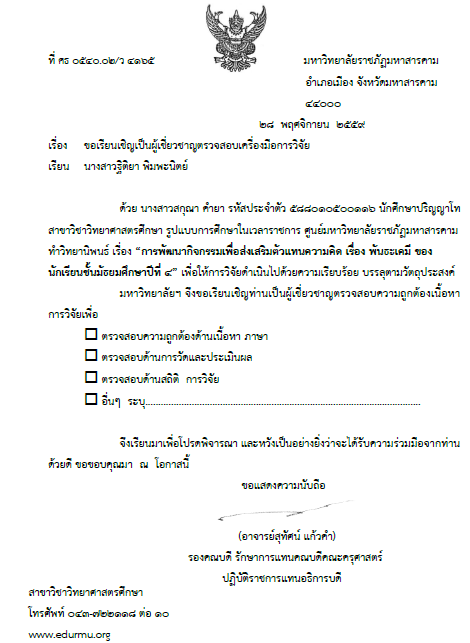 ที่ ศธ ๐๕๔๐.๐๒/ว ๔๑๖๕
มหาวิทยาลัยราชภัฏมหาสารคาม
อำเภอเมือง จังหวัดมหาสารคาม
๔๔๐๐๐
๒๘ พฤศจิกายน ๒๕๕๙
เรื่อง ขอเรียนเชิญเป็นผู้เชี่ยวชาญตรวจสอบเครื่องมือการวิจัย
เรียน นางสาวฐิติยา พิมพะนิตย์
ด้วย นางสาวสกุณา คำยา รหัสประจำตัว ๕๘๘๐๑๐๕๐๐๑๑๖ นักศึกษาปริญญาโท
สาขาวิชาวิทยาศาสตรศึกษา รูปแบบการศึกษาในเวลาราชการ ศูนย์มหาวิทยาลัยราชภัฏมหาสารคาม
ทำวิทยานิพนธ์ เรื่อง “การพัฒนากิจกรรมเพื่อส่งเสริมตัวแทนความคิด เรื่อง พันธะเคมี ของ
นักเรียนชั้นมัธยมศึกษาปีที่ ๔” เพื่อให้การวิจัยดำเนินไปด้วยความเรียบร้อย บรรลุตามวัตถุประสงค์
มหาวิทยาลัยฯ จึงขอเรียนเชิญท่านเป็นผู้เชี่ยวชาญตรวจสอบความถูกต้องเนื้อหา
การวิจัยเพื่อ
ตรวจสอบความถูกต้องด้านเนื้อหา ภาษา
ตรวจสอบด้านการวัดและประเมินผล
ตรวจสอบด้านสถิติ การวิจัย
อื่นๆ ระบุ....................................................................................
จึงเรียนมาเพื่อโปรดพิจารณา และหวังเป็นอย่างยิ่งว่าจะได้รับความร่วมมือจากท่าน
ด้วยดี ขอขอบคุณมา ณ โอกาสนี้
ขอแสดงความนับถือ
(อาจารย์สุทัศน์ แก้วคำ)
รองคณบดี รักษาการแทนคณบดีคณะครุศาสตร์
ปฏิบัติราชการแทนอธิการบดี
สาขาวิชาวิทยาศาสตรศึกษา
โทรศัพท์ ๐๔๓-๗๒๒๑๑๘ ต่อ ๑๐
www.edurmu.org